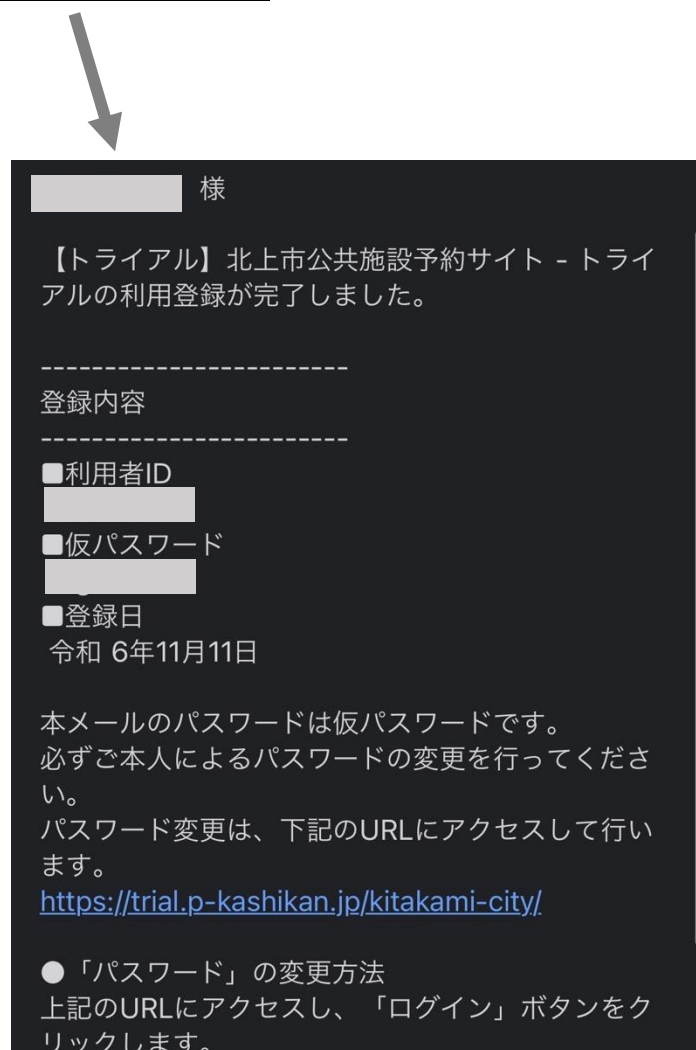 様
【トライアル】北上市公共施設予約サイト - トライ
アルの利用登録が完了しました。
------------------------
登録内容
------------------------
■利用者ID
■仮パスワード
■登録日
令和 6年11月11日
本メールのパスワードは仮パスワードです。
必ずご本人によるパスワードの変更を行ってくださ
い。
パスワード変更は、下記のURLにアクセスして行い
ます。
https://trial.p-kashikan.jp/kitakami-city/
●「パスワード」の変更方法
上記のURLにアクセスし、「ログイン」ボタンをク
リックします。